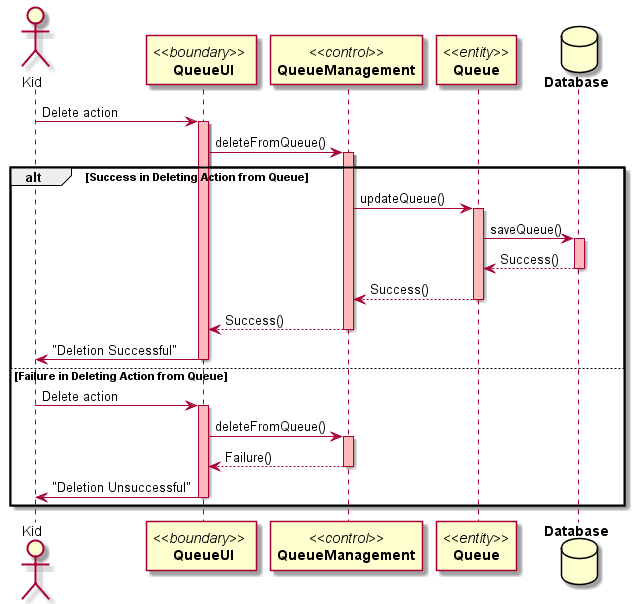 Kid
<<boundary>>
QueueUI
<<control>>
QueueManagement
<<entity>>
Queue
Database
Delete action
deleteFromQueue()
alt
[Success in Deleting Action from Queue]
updateQueue()
saveQueue()
Success()
Success()
Success()
"Deletion Successful"
[Failure in Deleting Action from Queue]
Delete action
deleteFromQueue()
Failure()
"Deletion Unsuccessful"
Kid
<<boundary>>
QueueUI
<<control>>
QueueManagement
<<entity>>
Queue
Database